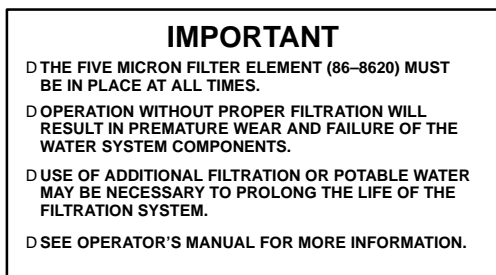 IMPORTANT
D THE FIVE MICRON FILTER ELEMENT (86–8620) MUST
BE IN PLACE AT ALL TIMES.
D OPERATION WITHOUT PROPER FILTRATION WILL
RESULT IN PREMATURE WEAR AND FAILURE OF THE
WATER SYSTEM COMPONENTS.
D USE OF ADDITIONAL FILTRATION OR POTABLE WATER
MAY BE NECESSARY TO PROLONG THE LIFE OF THE
FILTRATION SYSTEM.
D SEE OPERATOR’S MANUAL FOR MORE INFORMATION.